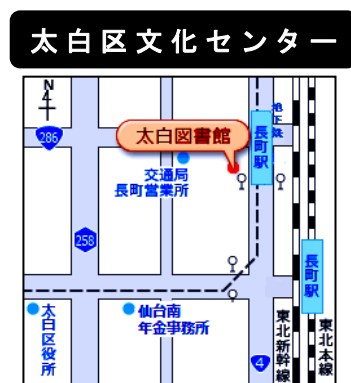 太白区文化センター
N
286
太白図書館
地下鉄
長町駅
交通局
長町営業所
258
長町駅
太白区役所
仙台南
年金事務所
4
東北新幹線
東北本線